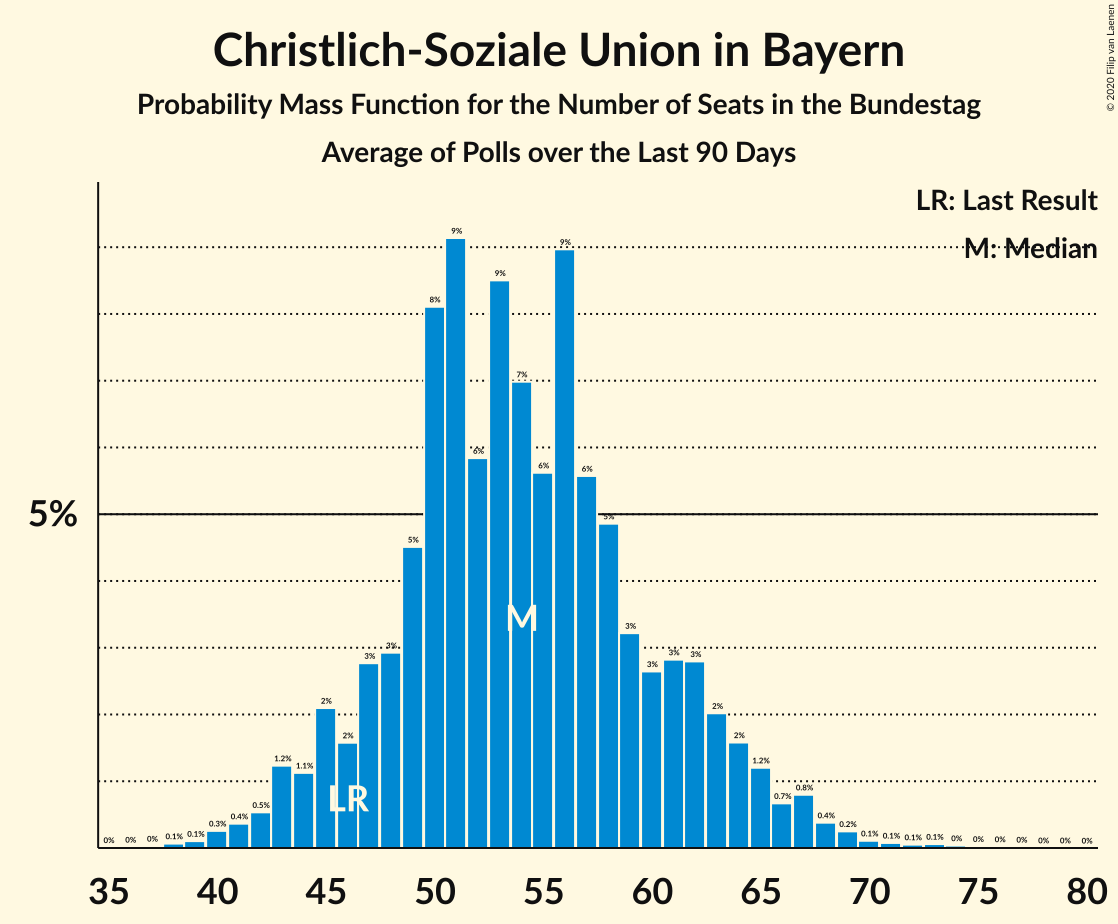 Christlich-Soziale Union in Bayern
Probability Mass Function for the Number of Seats in the Bundestag
Average of Polls over the Last 90 Days
© 2020 Filip van Laenen
LR: Last Result
M: Median
5%
0% 0% 0% 0.1% 0.1% 0.3% 0.4% 0.5% 1.2% 1.1% 2% 2% 3% 3% 5% 8% 9% 6% 9% 7% 6% 9% 6% 5% 3% 3% 3% 3% 2% 2% 1.2% 0.7% 0.8% 0.4% 0.2% 0.1% 0.1% 0.1% 0.1% 0% 0% 0% 0% 0% 0% 0%
M
LR
35 40 45 50 55 60 65 70 75 80